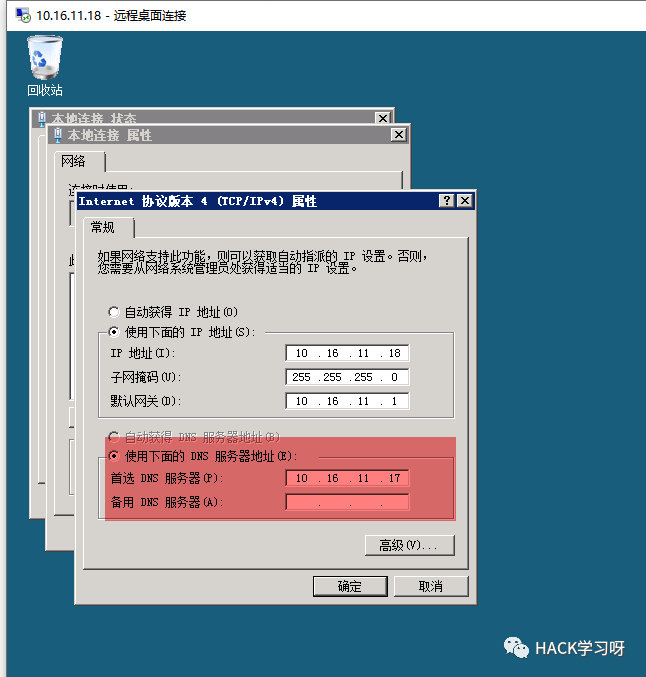 10.16.11.18 - 远程桌面连接
回收站
本地连接 状态
本地连接 属性
网络
连接时使用:
Internet 协议版本 4 (TCP/IPv4) 属性
常规
如果网络支持此功能，则可以获取自动指派的 IP 设置。否则，
您需要从网络系统管理员处获得适当的 IP 设置。
自动获得 IP 地址(O)
使用下面的 IP 地址(S):
IP 地址(I): 10 . 16 . 11 . 18
子网掩码(U): 255 .255 .255 . 0
默认网关(D): 10 . 16 . 11 . 1
自动获得 DNS 服务器地址(B)
使用下面的 DNS 服务器地址(E):
首选 DNS 服务器(P): 10 . 16 . 11 . 17
备用 DNS 服务器(A): . . .
高级(V)...
确定 取消
HACK学习呀